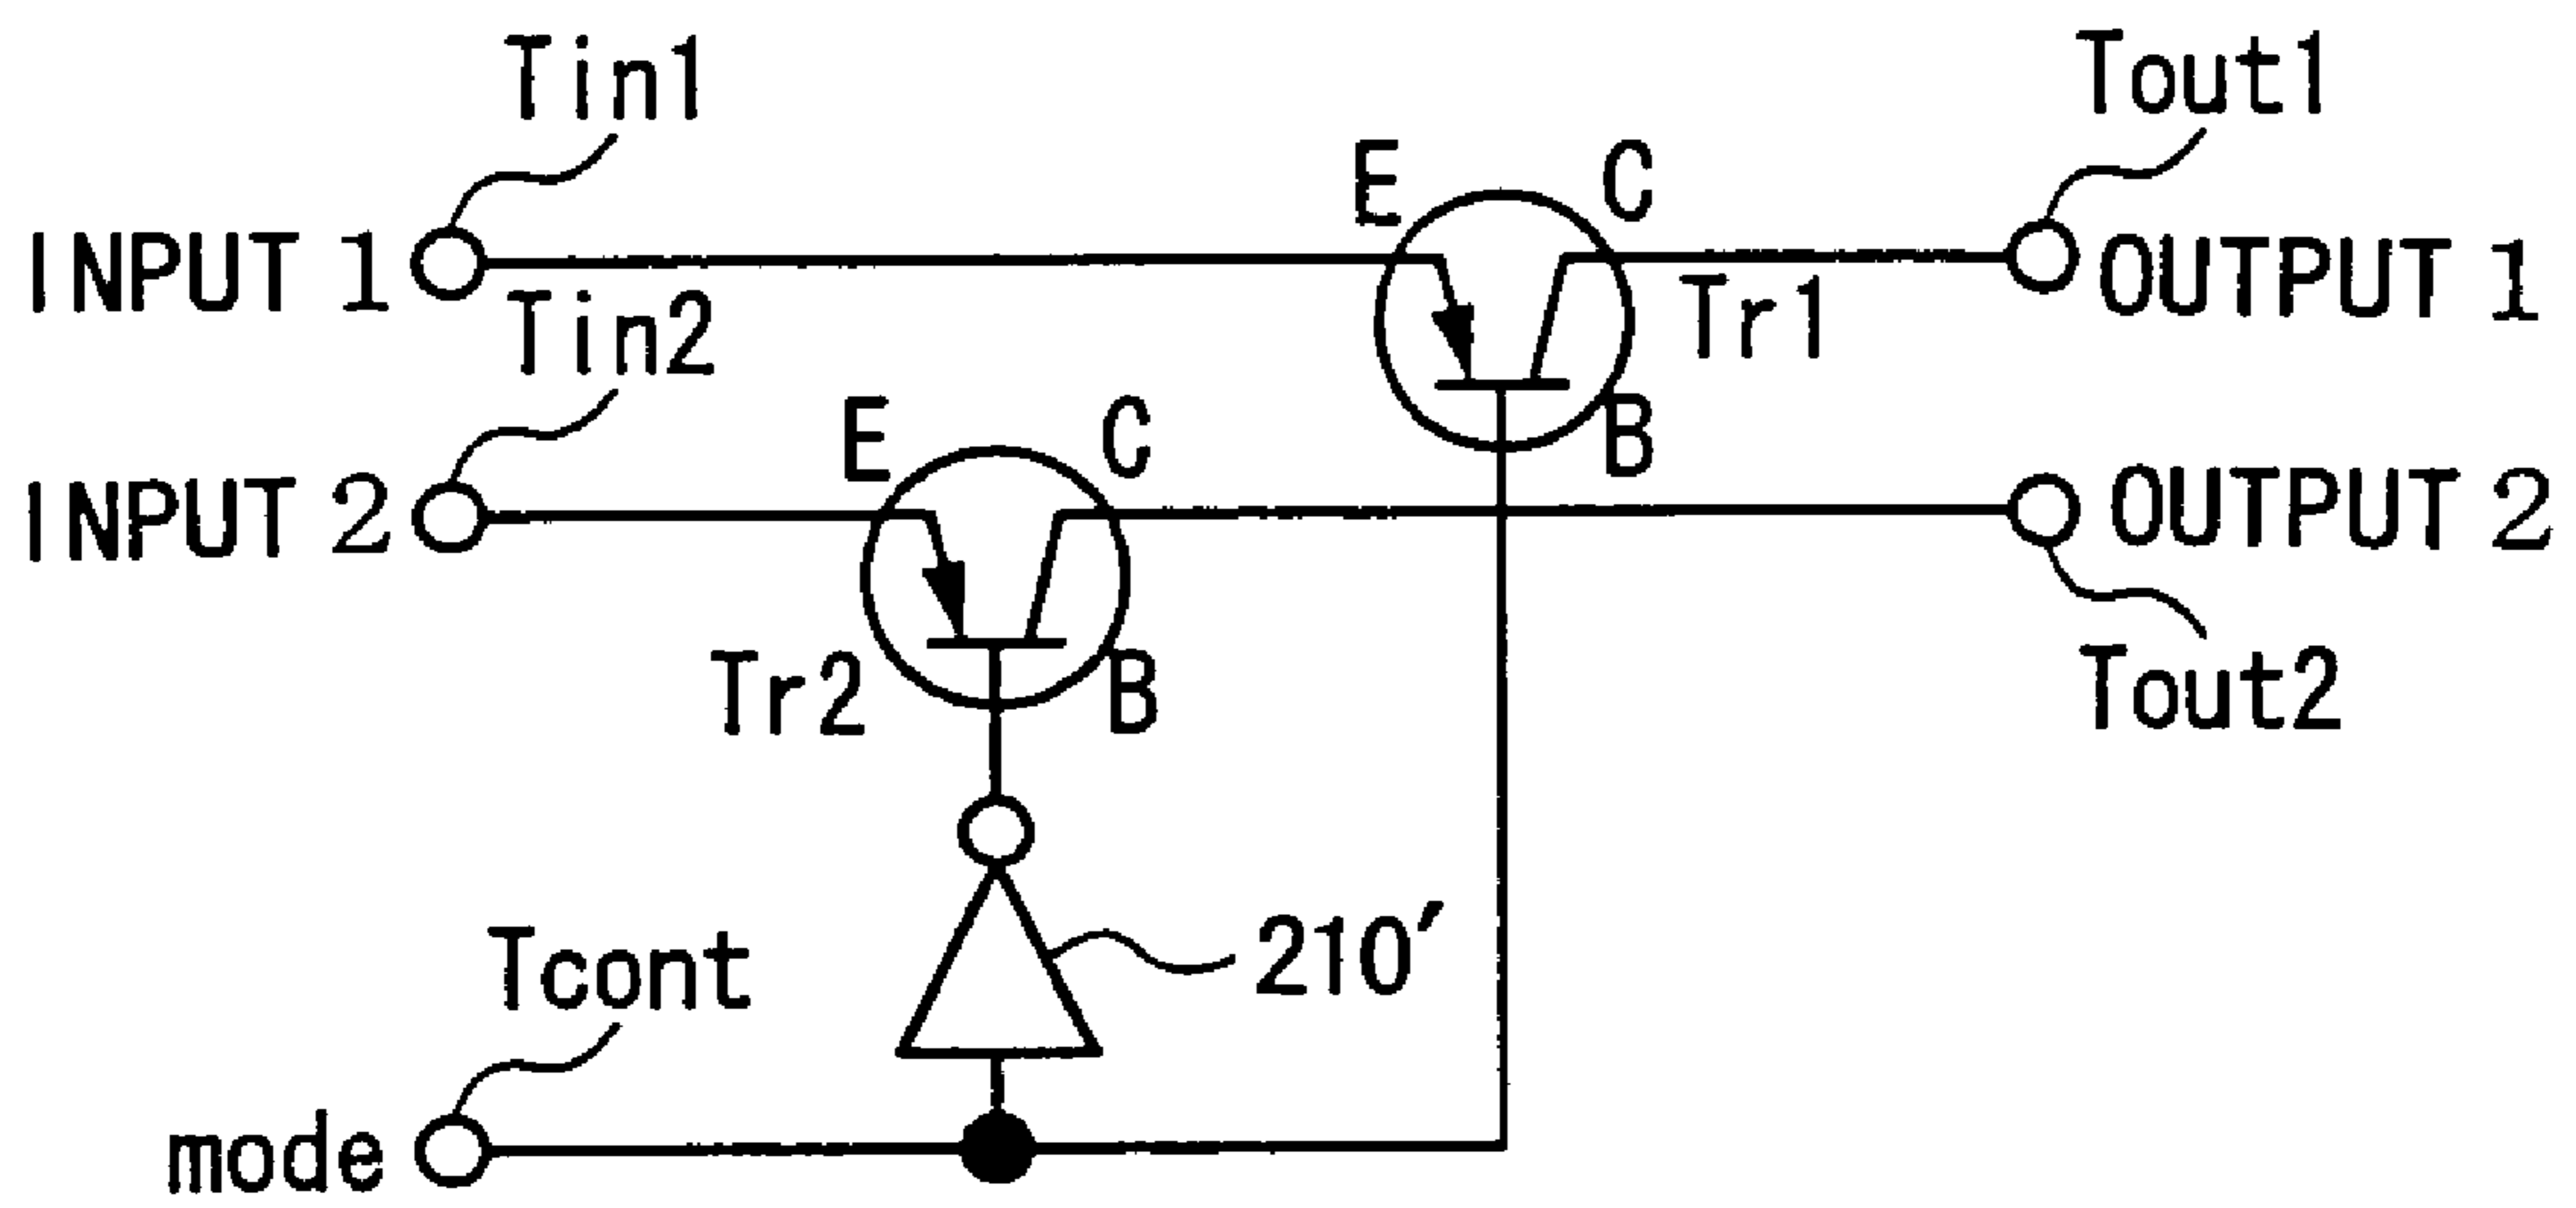 Tin1
Tout1
E
C
INPUT 1
Tr1
OUTPUT 1
Tin2
B
E
C
INPUT 2
OUTPUT 2
Tr2
B
Tout2
210′
Tcont
mode